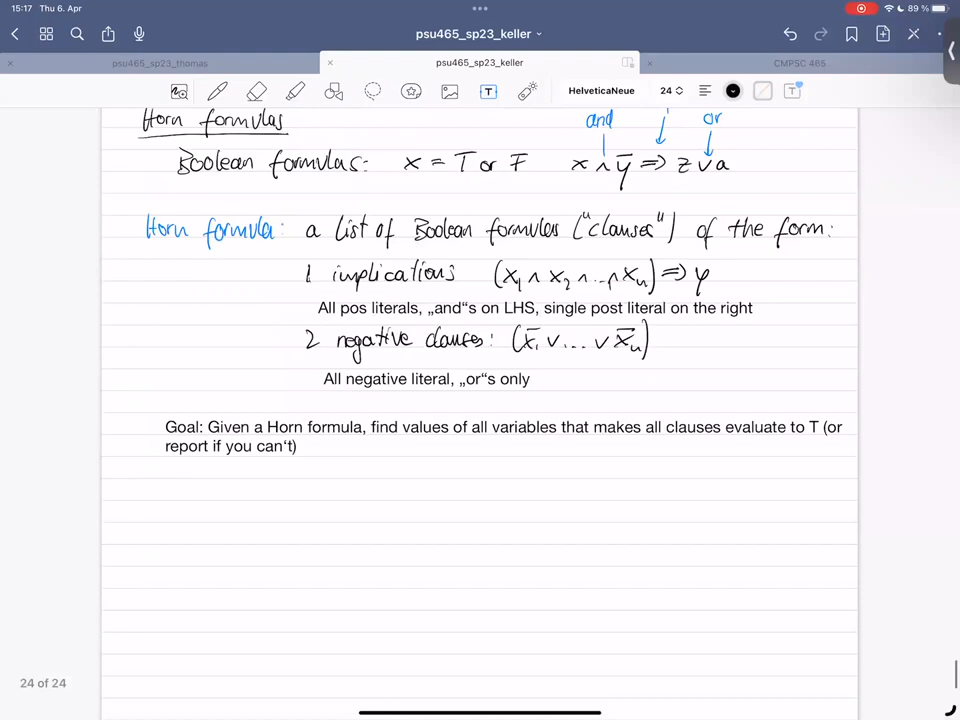 15:17 Thu 6. Apr
89 %
psu465_sp23_keller
psu465_sp23_thomas
psu465_sp23_keller
CMPSC 465
HelveticaNeue
24
Horn formulas
and
or
Boolean formulas: x = T or F x ∧ y̅ ⇒ z ∨ a
Horn formula: a list of Boolean formulas ("clauses") of the form:
1 implications (x₁ ∧ x₂ ∧ ... ∧ xₙ) ⇒ y
All pos literals, „and“s on LHS, single post literal on the right
2 negative clauses: (x̅₁ ∨ ... ∨ x̅ₙ)
All negative literal, „or“s only
Goal: Given a Horn formula, find values of all variables that makes all clauses evaluate to T (or
report if you can‘t)
24 of 24